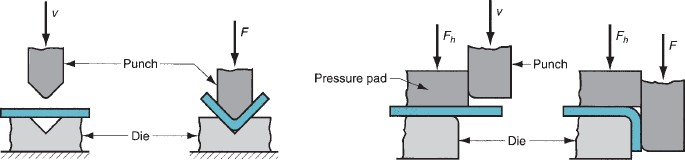 v
F
Punch
Die
v
F_h
Pressure pad
Punch
Die
F_h
F